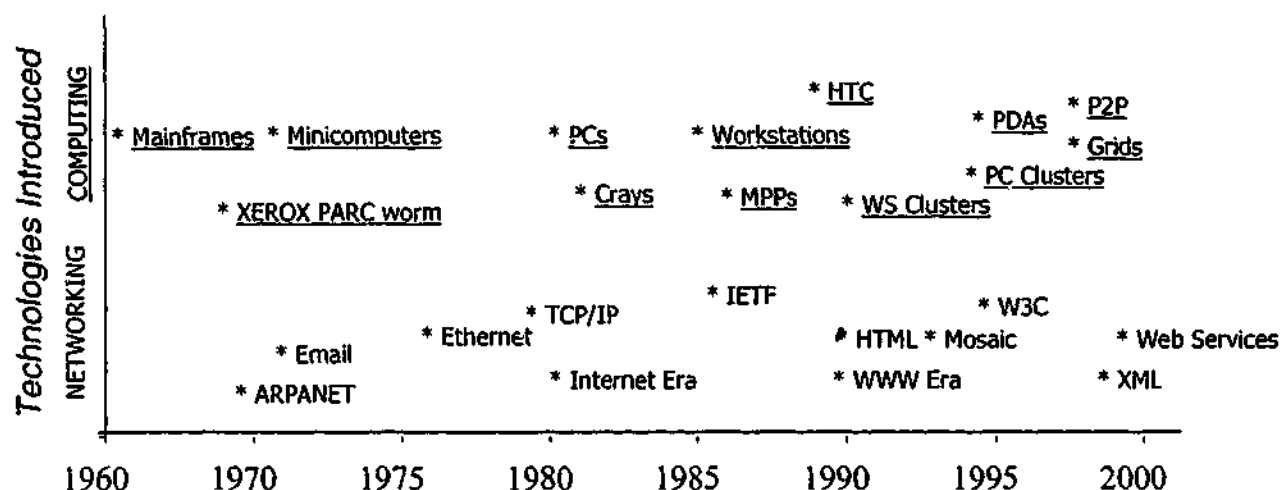 Technologies Introduced
COMPUTING
NETWORKING
* HTC
* PDAs
* P2P
* Mainframes * Minicomputers
* PCs
* Workstations
* Grids
* PC Clusters
* Crays
* MPPs
* WS Clusters
* XEROX PARC worm
* IETF
* W3C
* TCP/IP
* Ethernet
* HTML * Mosaic
* Web Services
* Email
* Internet Era
* WWW Era
* XML
* ARPANET
1960 1970 1975 1980 1985 1990 1995 2000